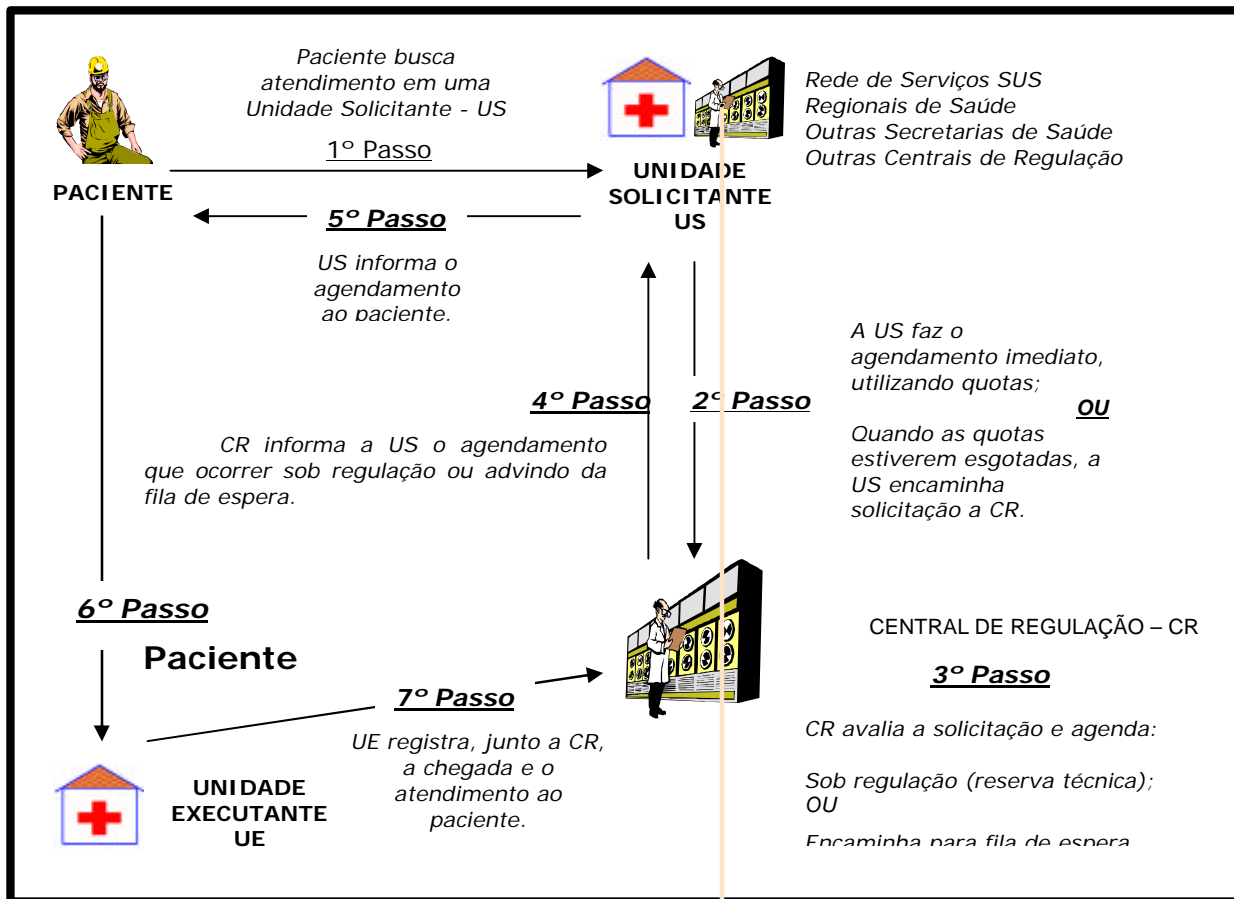 Paciente busca
atendimento em uma
Unidade Solicitante - US
1º Passo
PACIENTE
UNIDADE
SOLICITANTE
US
Rede de Serviços SUS
Regionais de Saúde
Outras Secretarias de Saúde
Outras Centrais de Regulação
5º Passo
US informa o
agendamento
ao paciente.
A US faz o
agendamento imediato,
utilizando quotas;
OU
Quando as quotas
estiverem esgotadas, a
US encaminha
solicitação a CR.
4º Passo
2º Passo
CR informa a US o agendamento
que ocorrer sob regulação ou advindo da
fila de espera.
6º Passo
Paciente
7º Passo
UE registra, junto a CR,
a chegada e o
atendimento ao
paciente.
UNIDADE
EXECUTANTE
UE
CENTRAL DE REGULAÇÃO – CR
3º Passo
CR avalia a solicitação e agenda:
Sob regulação (reserva técnica);
OU
Encaminha para fila de espera